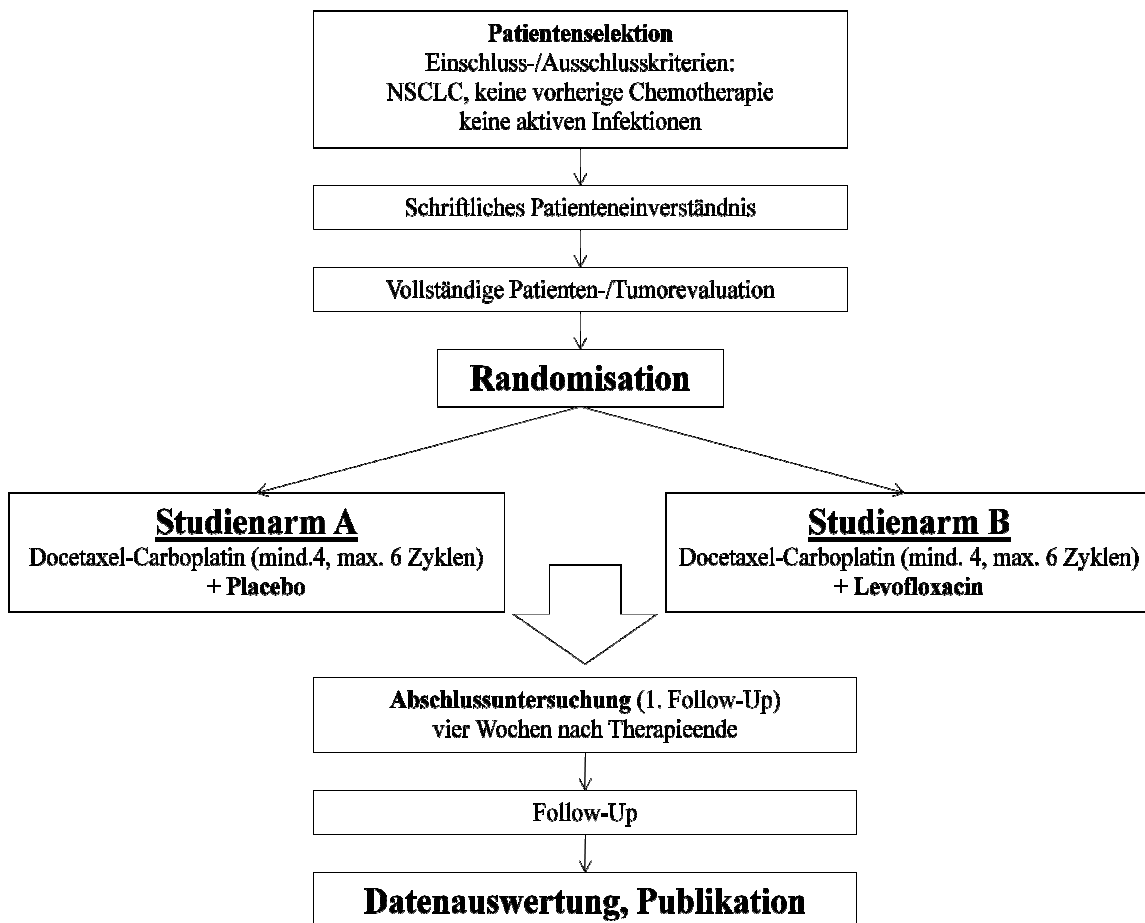 Patientenselektion
Einschluss-/Ausschlusskriterien:
NSCLC, keine vorherige Chemotherapie
keine aktiven Infektionen
Schriftliches Patienteneinverständnis
Vollständige Patienten-/Tumorevaluation
Randomisation
Studienarm A
Docetaxel-Carboplatin (mind.4, max. 6 Zyklen)
+ Placebo
Studienarm B
Docetaxel-Carboplatin (mind. 4, max. 6 Zyklen)
+ Levofloxacin
Abschlussuntersuchung (1. Follow-Up)
vier Wochen nach Therapieende
Follow-Up
Datenauswertung, Publikation